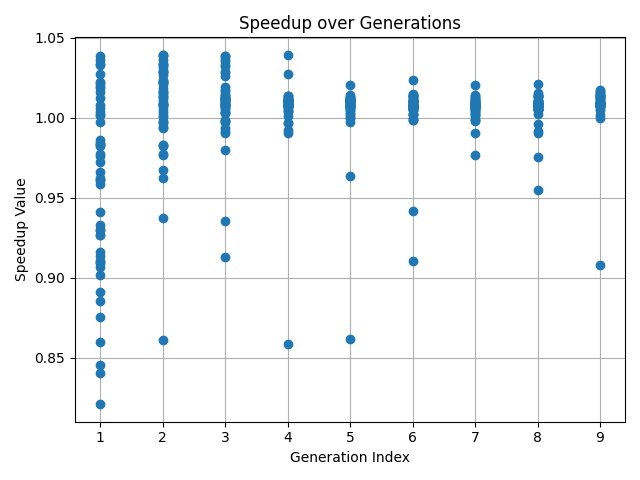 Speedup over Generations
1.05
1.00
0.95
0.90
0.85
Speedup Value
1 2 3 4 5 6 7 8 9
Generation Index